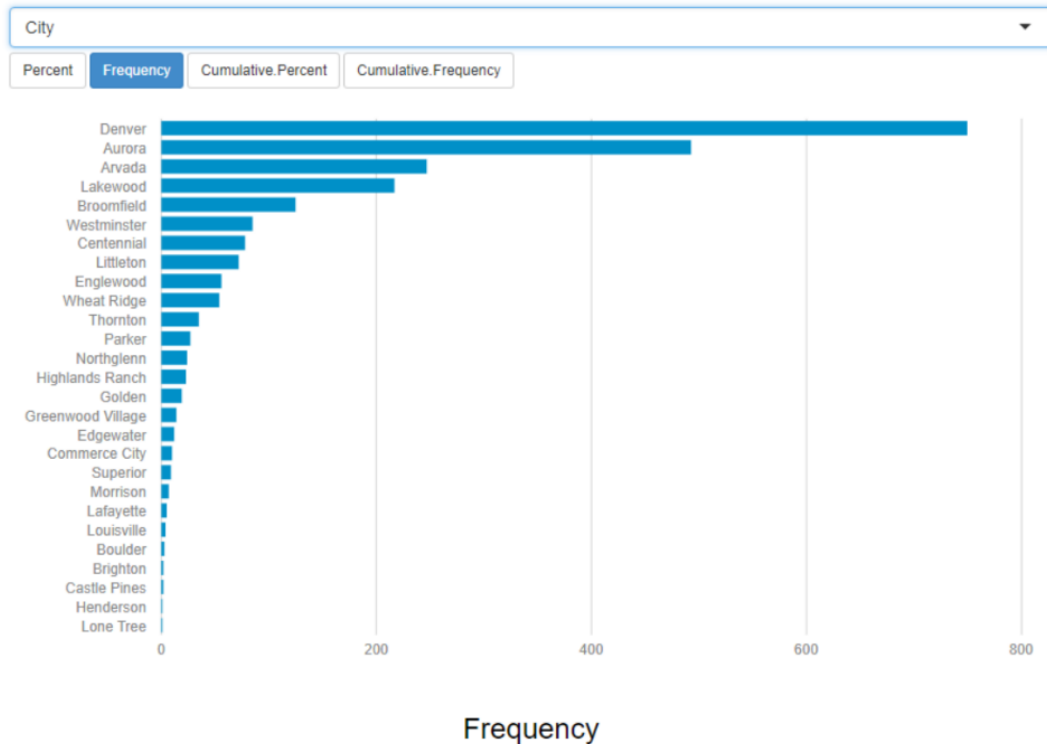 City
Percent Frequency Cumulative.Percent Cumulative.Frequency
Denver
Aurora
Arvada
Lakewood
Broomfield
Westminster
Centennial
Littleton
Englewood
Wheat Ridge
Thornton
Parker
Northglenn
Highlands Ranch
Golden
Greenwood Village
Edgewater
Commerce City
Superior
Morrison
Lafayette
Louisville
Boulder
Brighton
Castle Pines
Henderson
Lone Tree
0 200 400 600 800
Frequency